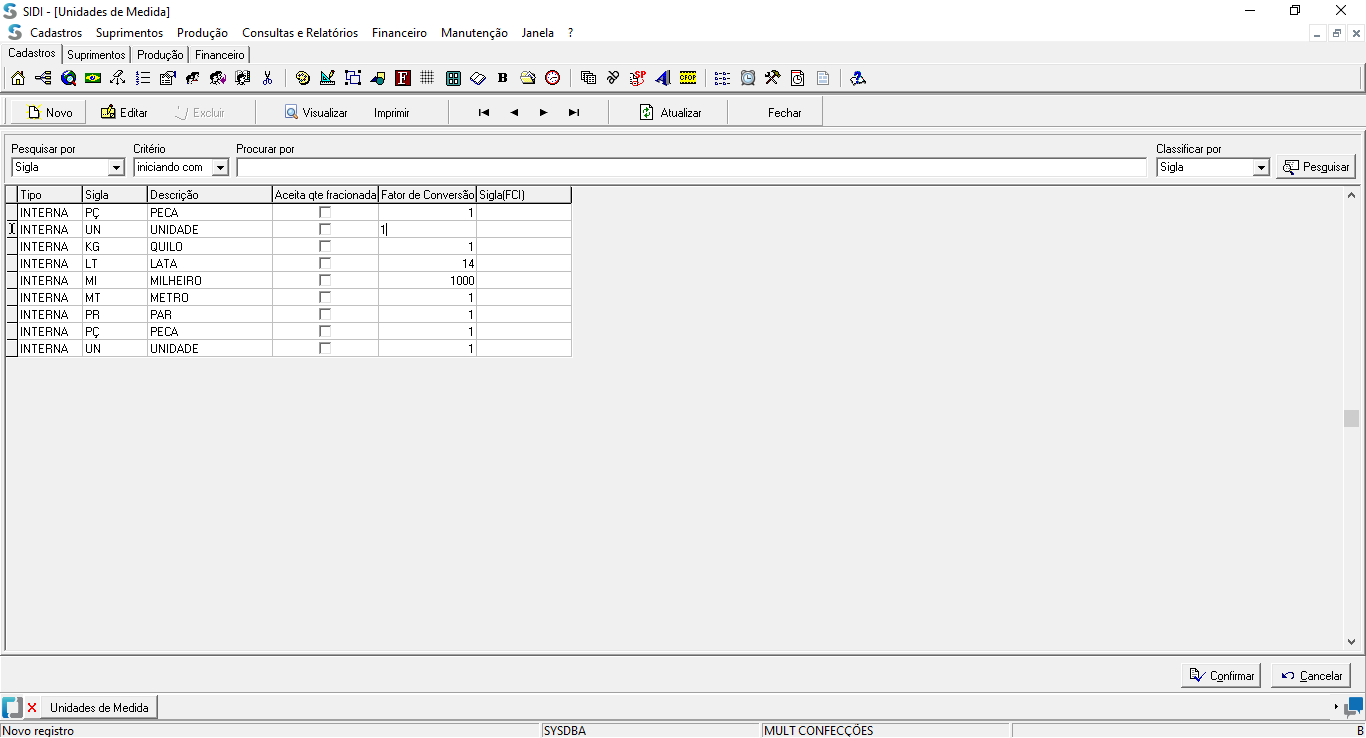 SIDI - [Unidades de Medida]
Cadastros Suprimentos Produção Consultas e Relatórios Financeiro Manutenção Janela ?
Cadastros Suprimentos Produção Financeiro
F B SP CFOP
Novo Editar Excluir Visualizar Imprimir Atualizar Fechar
Pesquisar por Critério Procurar por Classificar por
Sigla iniciando com Sigla Pesquisar
Tipo Sigla Descrição Aceita qte fracionada Fator de Conversão Sigla(FCI)
INTERNA PÇ PECA 1
INTERNA UN UNIDADE 1
INTERNA KG QUILO 1
INTERNA LT LATA 14
INTERNA MI MILHEIRO 1000
INTERNA MT METRO 1
INTERNA PR PAR 1
INTERNA PÇ PECA 1
INTERNA UN UNIDADE 1
Confirmar Cancelar
Unidades de Medida
Novo registro SYSDBA MULT CONFECÇÕES B